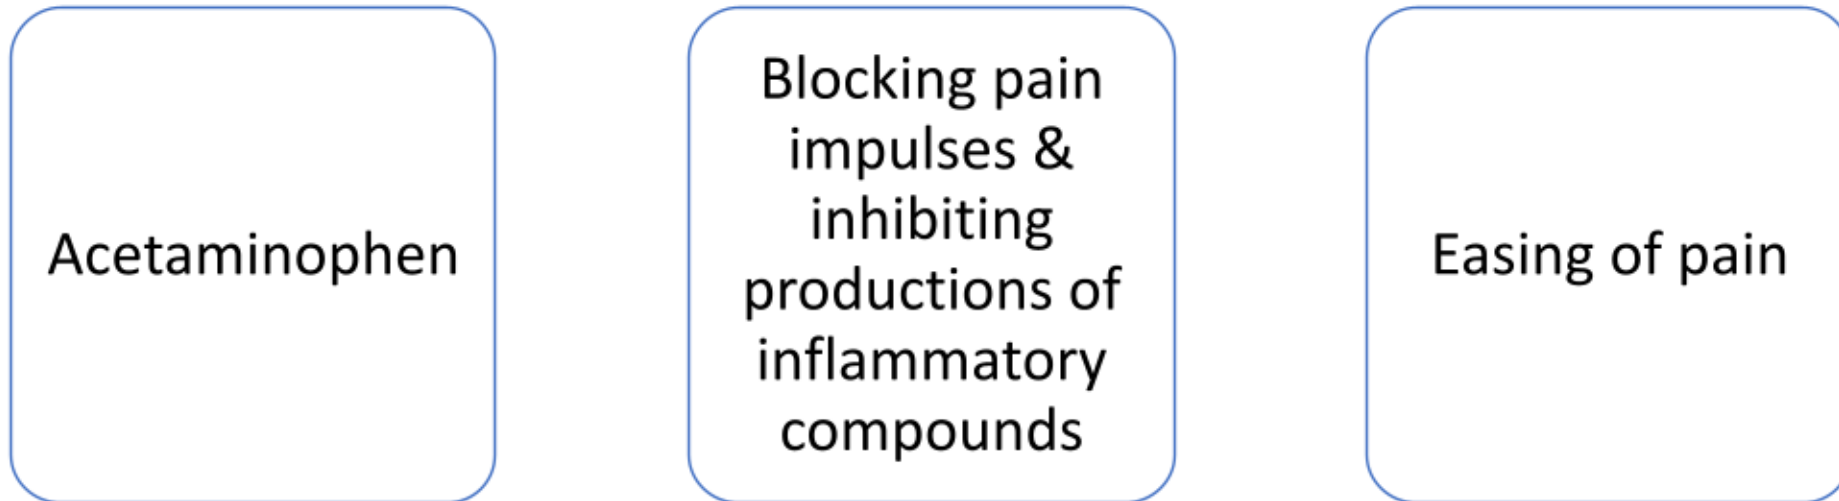 Acetaminophen
Blocking pain
impulses &
inhibiting
productions of
inflammatory
compounds
Easing of pain